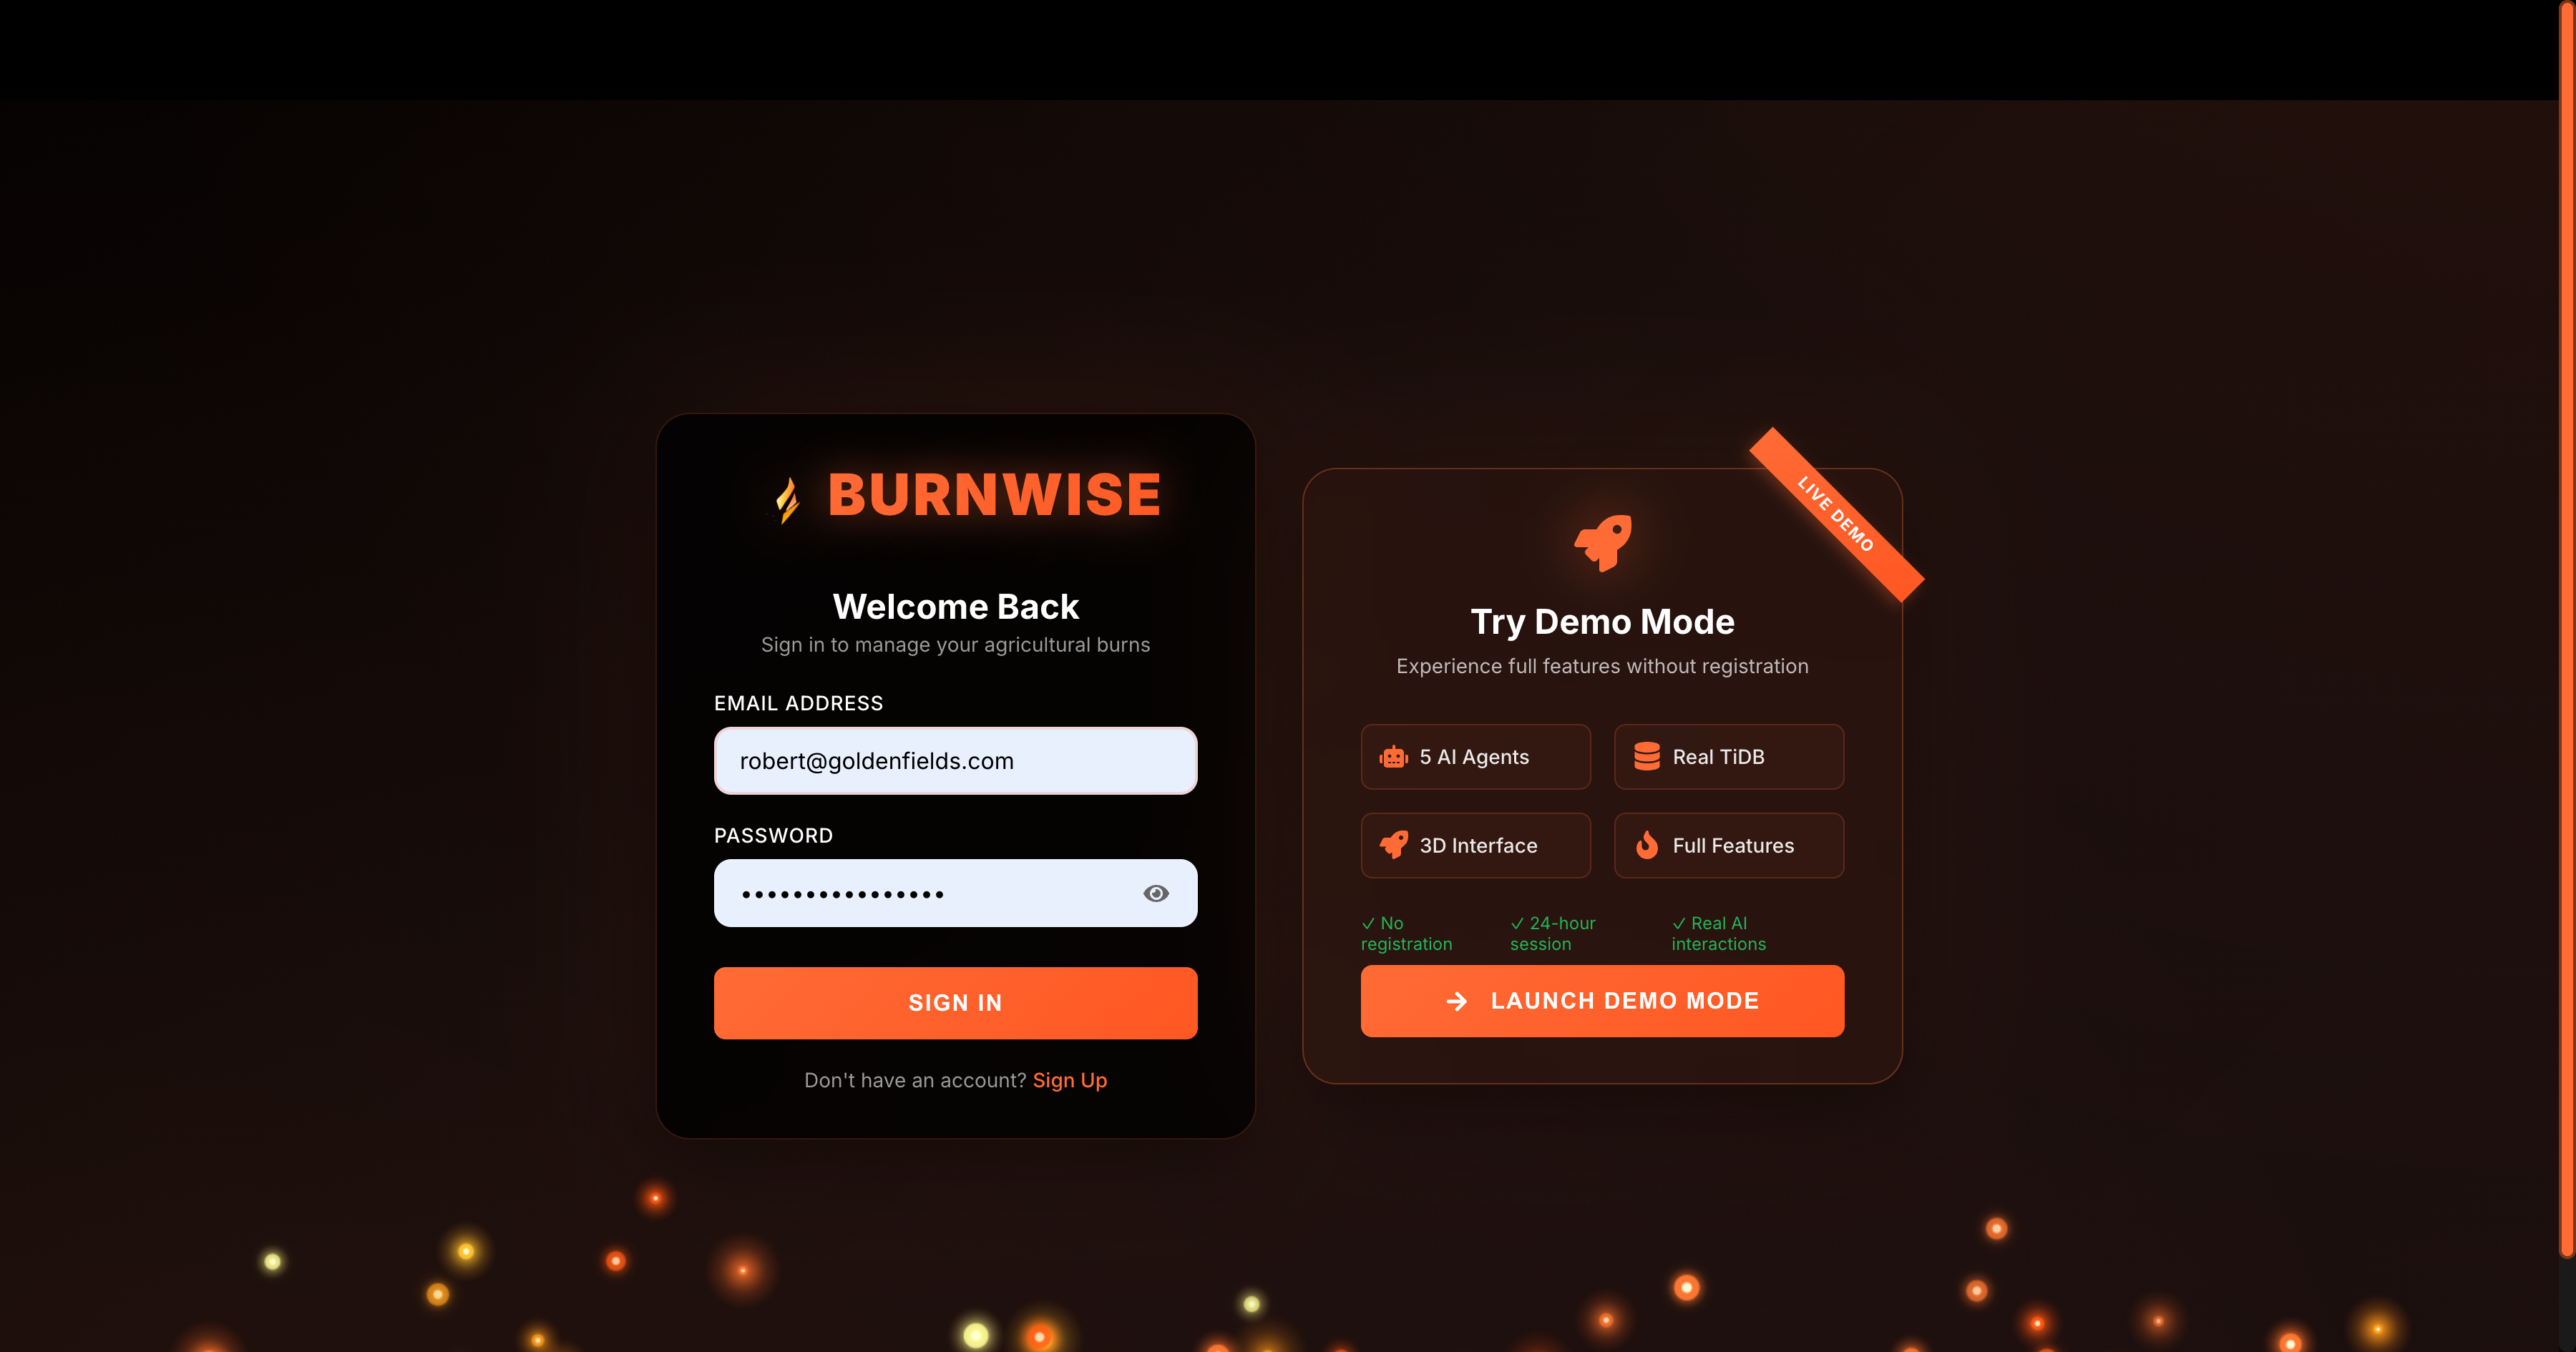 BURNWISE
Welcome Back
Sign in to manage your agricultural burns
EMAIL ADDRESS
robert@goldenfields.com
PASSWORD
••••••••••••••••
SIGN IN
Don't have an account? Sign Up
LIVE DEMO
Try Demo Mode
Experience full features without registration
5 AI Agents
Real TiDB
3D Interface
Full Features
✓ No
registration
✓ 24-hour
session
✓ Real AI
interactions
→ LAUNCH DEMO MODE